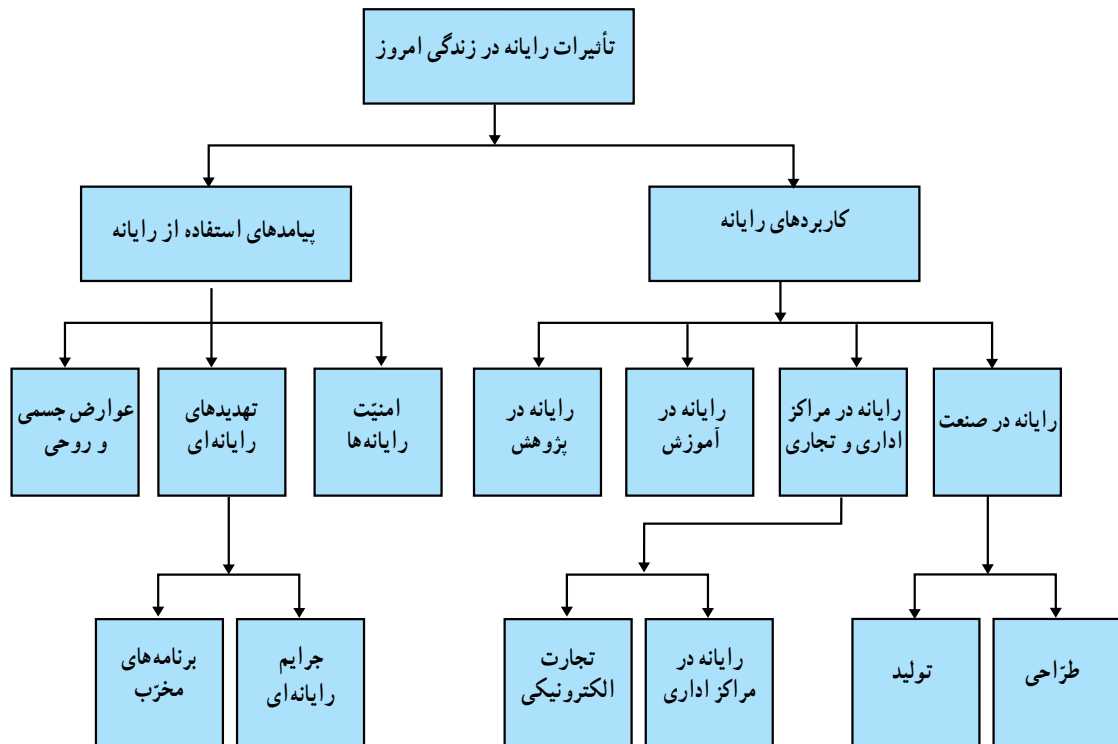 تأثیرات رایانه در زندگی امروز
کاربردهای رایانه
پیامدهای استفاده از رایانه
رایانه در صنعت
رایانه در مراکز
اداری و تجاری
رایانه در
آموزش
رایانه در
پژوهش
امنیّت
رایانه‌ها
تهدیدهای
رایانه‌ای
عوارض جسمی
و روحی
طرّاحی
تولید
رایانه در
مراکز اداری
تجارت
الکترونیکی
جرایم
رایانه‌ای
برنامه‌های
مخرّب